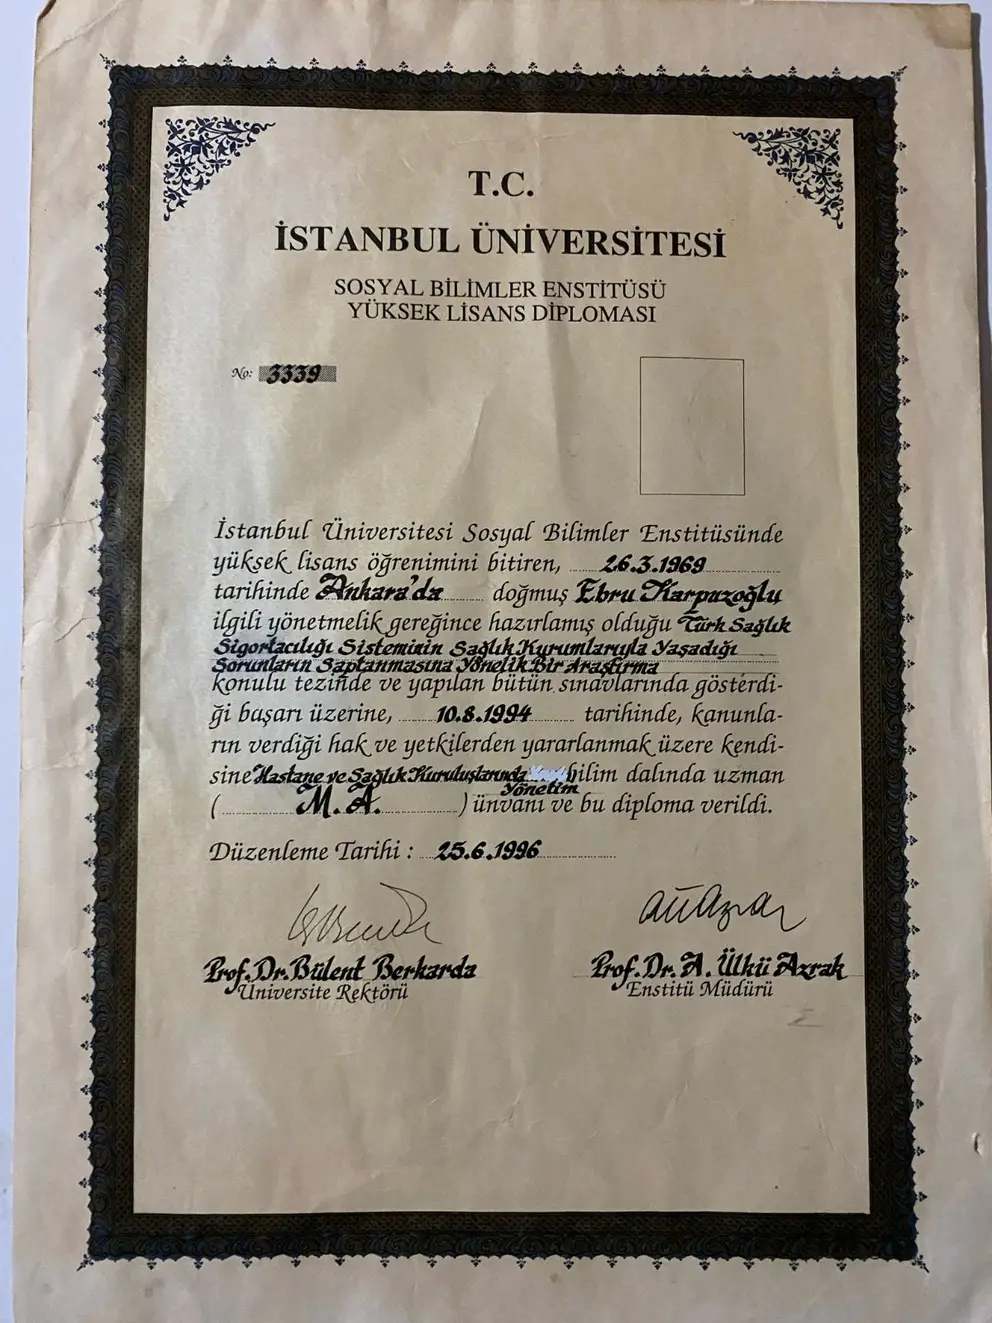 T.C.
İSTANBUL ÜNİVERSİTESİ
SOSYAL BİLİMLER ENSTİTÜSÜ
YÜKSEK LİSANS DİPLOMASI
No: 3339
İstanbul Üniversitesi Sosyal Bilimler Enstitüsünde
yüksek lisans öğrenimini bitiren, 26.3.1969
tarihinde Ankara'da doğmuş Ebru Karpuzoğlu
ilgili yönetmelik gereğince hazırlamış olduğu Türk Sağlık
Sigortacılığı Sisteminin Sağlık Kurumlarıyla Yaşadığı
Sorunların Saptanmasına Yönelik Bir Araştırma
konulu tezinde ve yapılan bütün sınavlarında gösterdi-
ği başarı üzerine, 10.8.1994 tarihinde, kanunla-
rın verdiği hak ve yetkilerden yararlanmak üzere kendi-
sine Hastane ve Sağlık Kuruluşlarında bilim dalında uzman
Yönetim
( M.A. ) ünvanı ve bu diploma verildi.
Düzenleme Tarihi : 25.6.1996
Prof.Dr.Bülent Berkarda
Üniversite Rektörü
Prof.Dr. A. Ülkü Azrak
Enstitü Müdürü